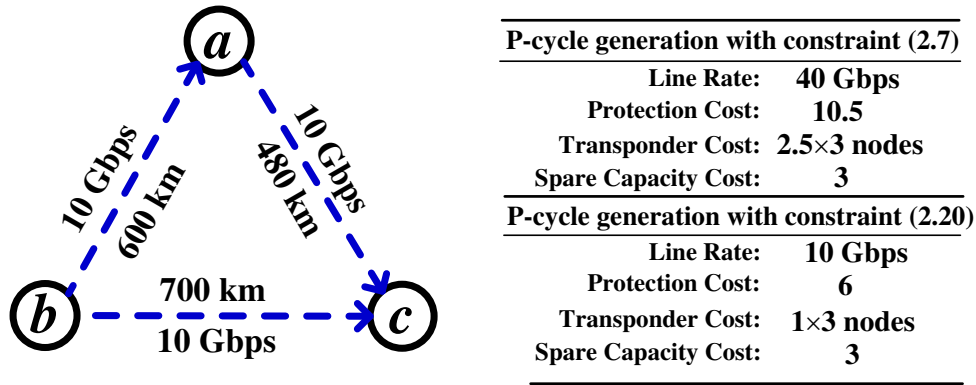 a
10 Gbps
600 km
10 Gbps
480 km
b
700 km
10 Gbps
c
P-cycle generation with constraint (2.7)
Line Rate: 40 Gbps
Protection Cost: 10.5
Transponder Cost: 2.5×3 nodes
Spare Capacity Cost: 3
P-cycle generation with constraint (2.20)
Line Rate: 10 Gbps
Protection Cost: 6
Transponder Cost: 1×3 nodes
Spare Capacity Cost: 3